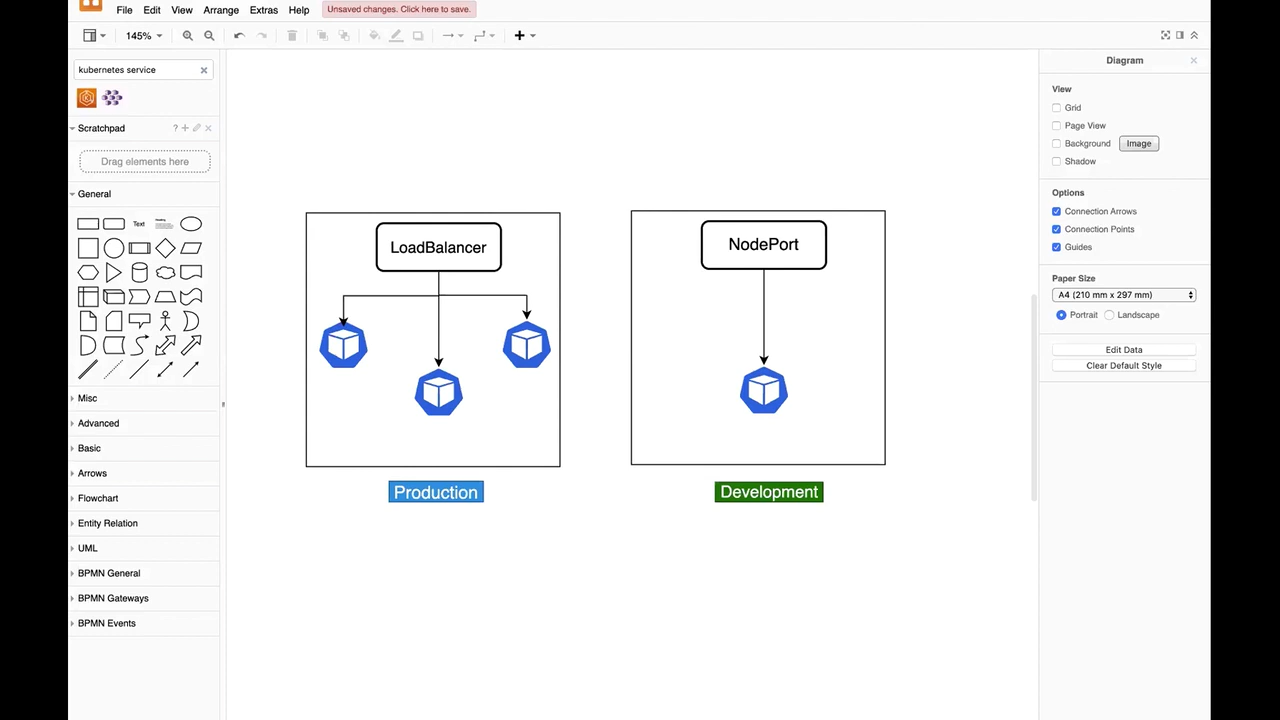 File Edit View Arrange Extras Help Unsaved changes. Click here to save.
145%
kubernetes service
Scratchpad
?
Drag elements here
General
Text
Heading
Misc
Advanced
Basic
Arrows
Flowchart
Entity Relation
UML
BPMN General
BPMN Gateways
BPMN Events
LoadBalancer
Production
NodePort
Development
Diagram
View
Grid
Page View
Background Image
Shadow
Options
Connection Arrows
Connection Points
Guides
Paper Size
A4 (210 mm x 297 mm)
Portrait Landscape
Edit Data
Clear Default Style